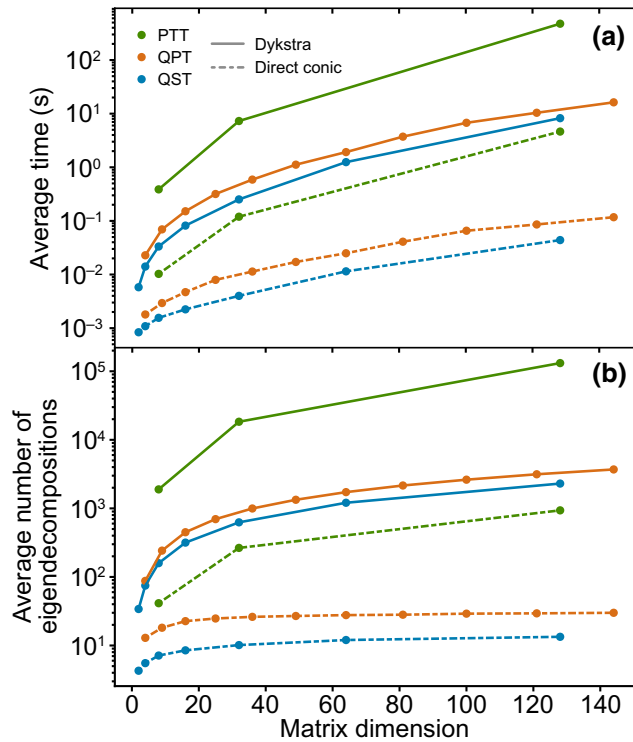 PTT
QPT
QST
Dykstra
Direct conic
(a)
10²
10¹
10⁰
10⁻¹
10⁻²
10⁻³
Average time (s)
(b)
10⁵
10⁴
10³
10²
10¹
Average number of
eigendecompositions
0 20 40 60 80 100 120 140
Matrix dimension